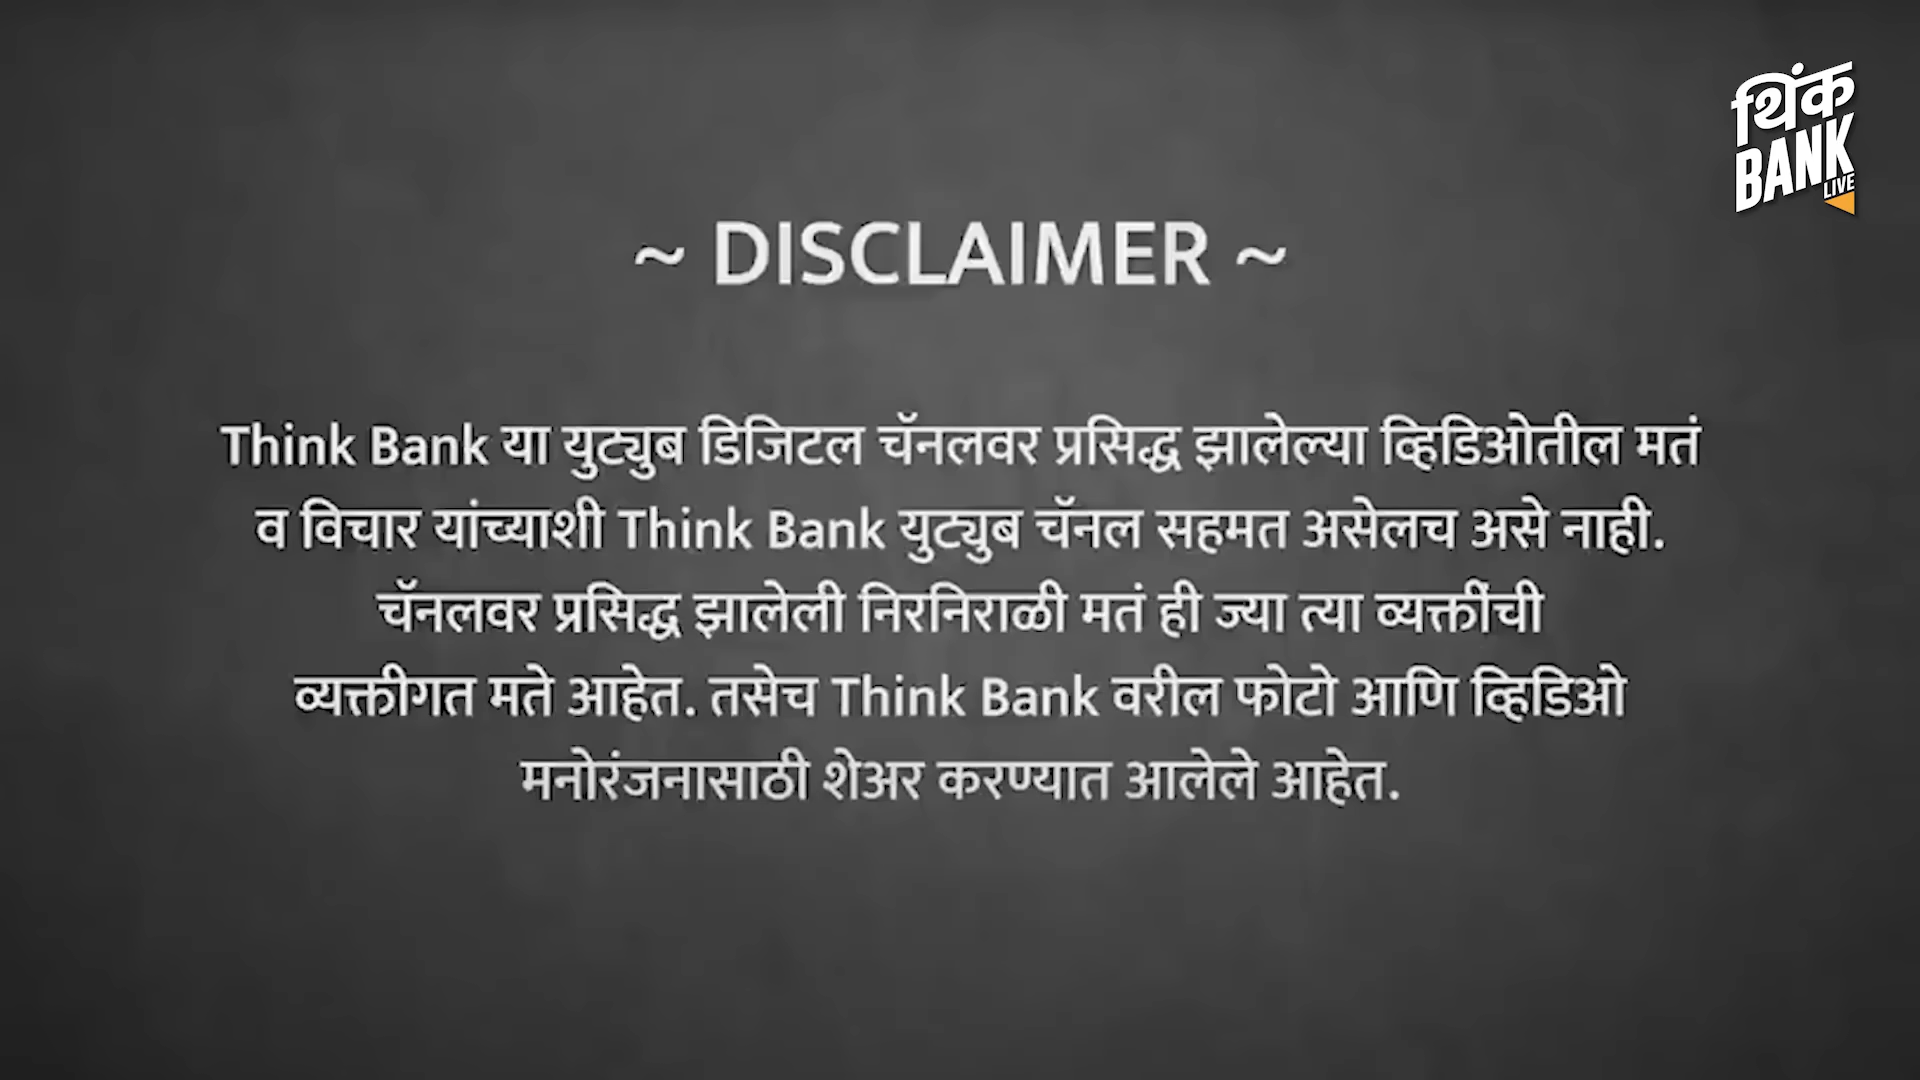 थिंक
BANK
LIVE
~ DISCLAIMER ~
Think Bank या युट्युब डिजिटल चॅनलवर प्रसिद्ध झालेल्या व्हिडिओतील मतं
व विचार यांच्याशी Think Bank युट्युब चॅनल सहमत असेलच असे नाही.
चॅनलवर प्रसिद्ध झालेली निरनिराळी मतं ही ज्या त्या व्यक्तींची
व्यक्तीगत मते आहेत. तसेच Think Bank वरील फोटो आणि व्हिडिओ
मनोरंजनासाठी शेअर करण्यात आलेले आहेत.